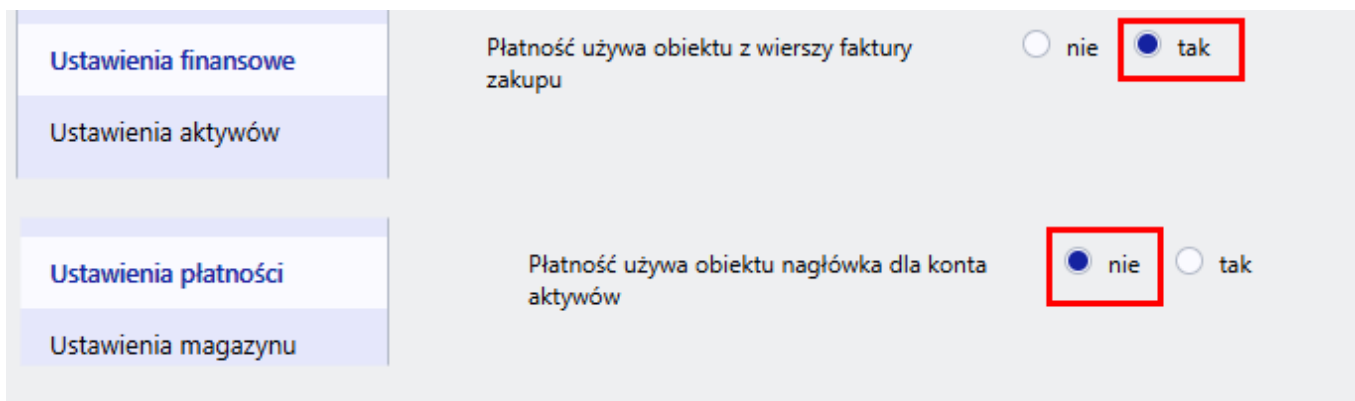 Ustawienia finansowe
Płatność używa obiektu z wierszy faktury
zakupu
nie tak
Ustawienia aktywów
Ustawienia płatności
Płatność używa obiektu nagłówka dla konta
aktywów
nie tak
Ustawienia magazynu